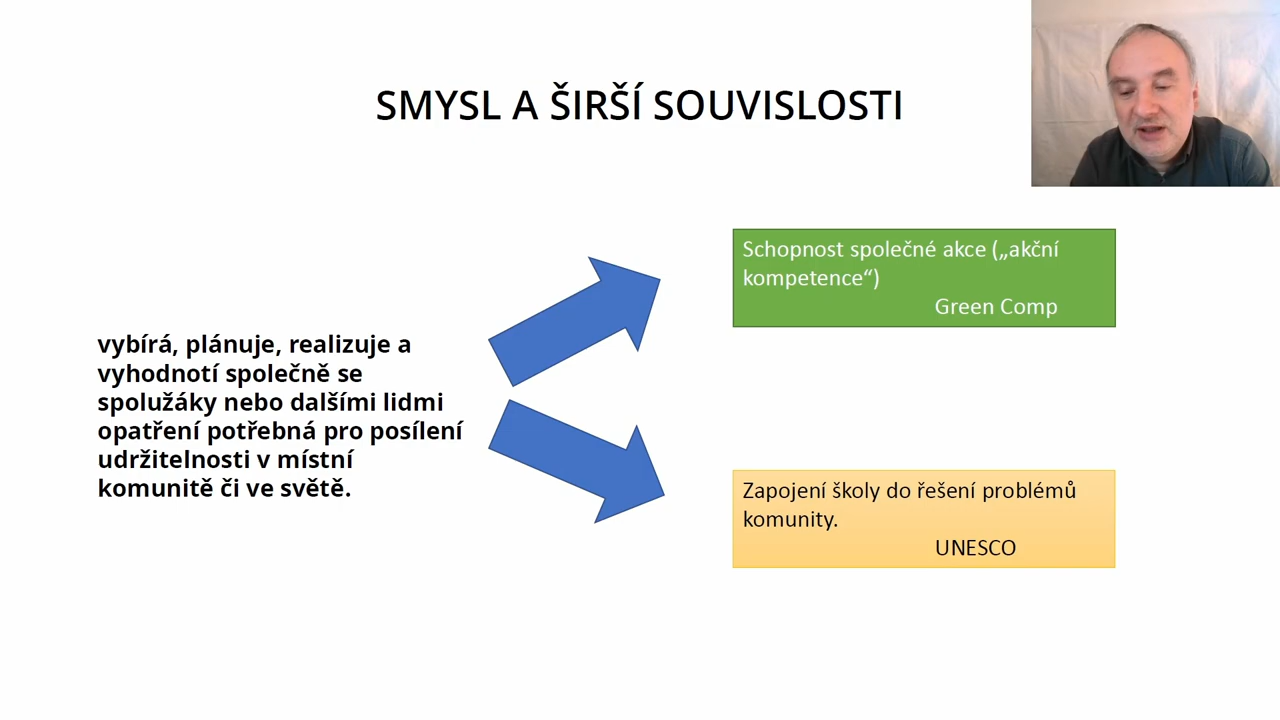 SMYSL A ŠIRŠÍ SOUVISLOSTI
vybírá, plánuje, realizuje a
vyhodnotí společně se
spolužáky nebo dalšími lidmi
opatření potřebná pro posílení
udržitelnosti v místní
komunitě či ve světě.
Schopnost společné akce („akční
kompetence“)
Green Comp
Zapojení školy do řešení problémů
komunity.
UNESCO